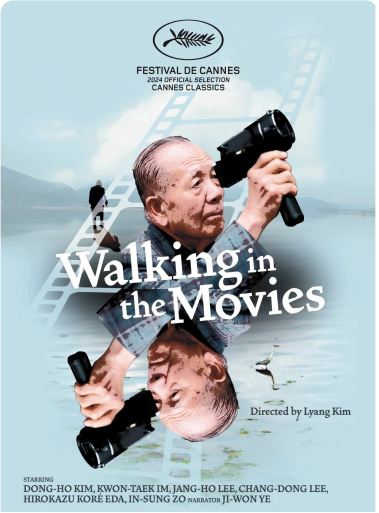 FESTIVAL DE CANNES
2024 OFFICIAL SELECTION
CANNES CLASSICS
Walking in
the Movies
Directed by Lyang Kim
STARRING
DONG-HO KIM, KWON-TAEK IM, JANG-HO LEE, CHANG-DONG LEE,
HIROKAZU KORÉ EDA, IN-SUNG ZO NARRATOR JI-WON YE